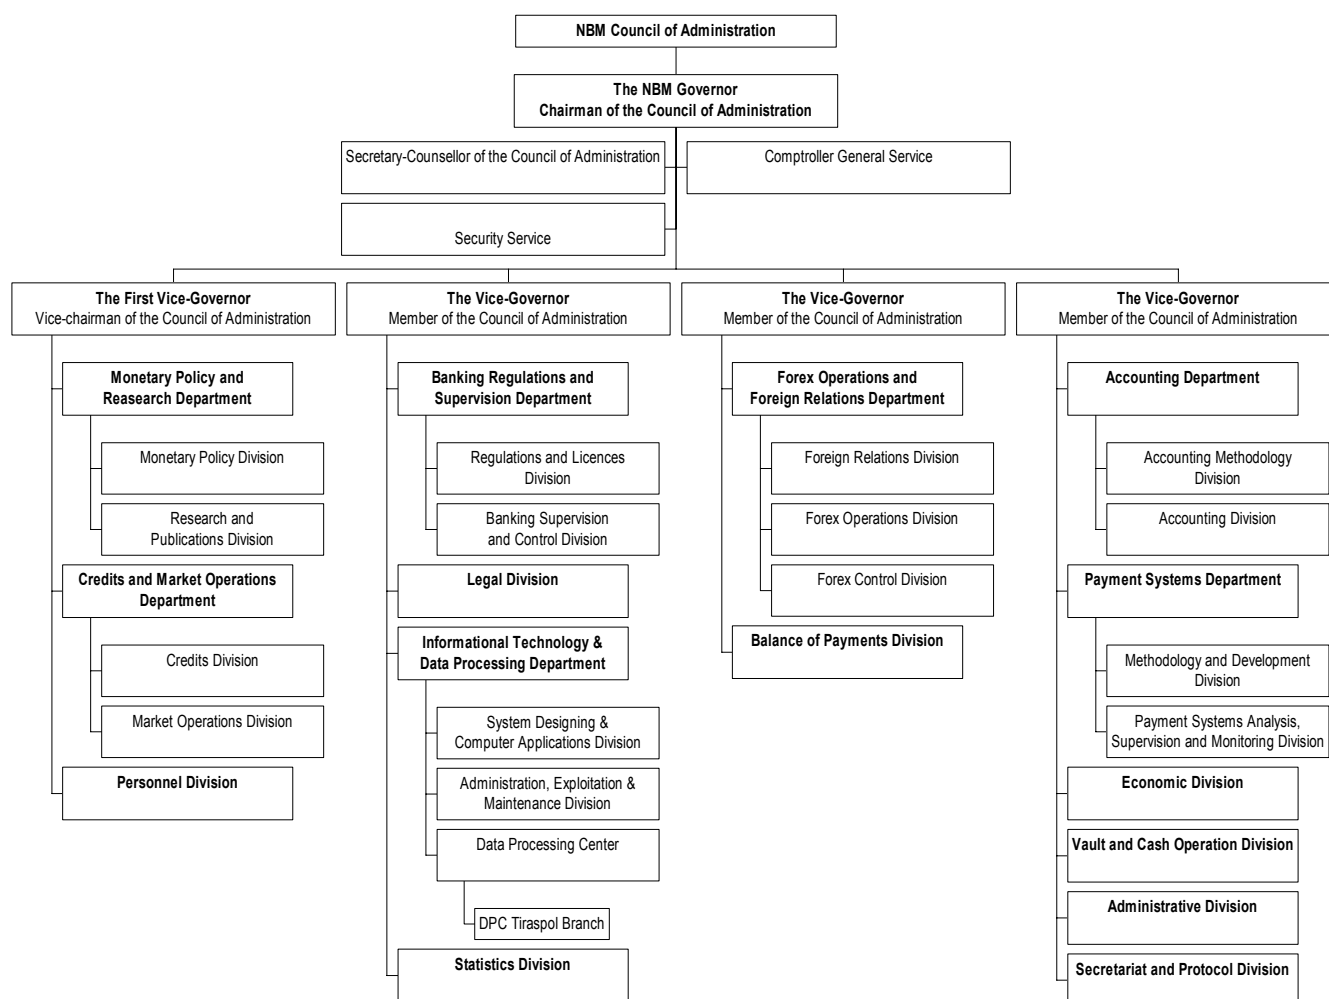 NBM Council of Administration
The NBM Governor
Chairman of the Council of Administration
Secretary-Counsellor of the Council of Administration
Comptroller General Service
Security Service
The First Vice-Governor
Vice-chairman of the Council of Administration
Monetary Policy and
Reasearch Department
Monetary Policy Division
Research and
Publications Division
Credits and Market Operations
Department
Credits Division
Market Operations Division
Personnel Division
The Vice-Governor
Member of the Council of Administration
Banking Regulations and
Supervision Department
Regulations and Licences
Division
Banking Supervision
and Control Division
Legal Division
Informational Technology &
Data Processing Department
System Designing &
Computer Applications Division
Administration, Exploitation &
Maintenance Division
Data Processing Center
DPC Tiraspol Branch
Statistics Division
The Vice-Governor
Member of the Council of Administration
Forex Operations and
Foreign Relations Department
Foreign Relations Division
Forex Operations Division
Forex Control Division
Balance of Payments Division
The Vice-Governor
Member of the Council of Administration
Accounting Department
Accounting Methodology
Division
Accounting Division
Payment Systems Department
Methodology and Development
Division
Payment Systems Analysis,
Supervision and Monitoring Division
Economic Division
Vault and Cash Operation Division
Administrative Division
Secretariat and Protocol Division